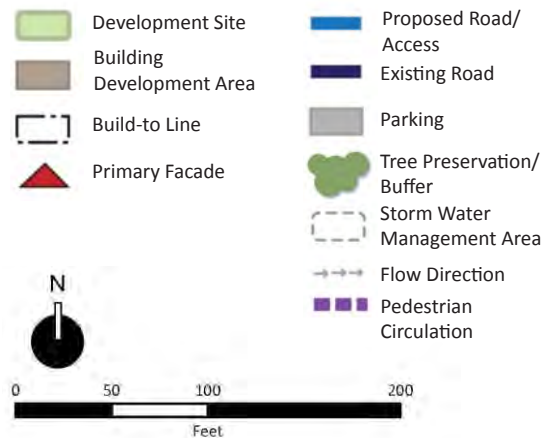 Development Site
Building
Development Area
Build-to Line
Primary Facade
Proposed Road/
Access
Existing Road
Parking
Tree Preservation/
Buffer
Storm Water
Management Area
Flow Direction
Pedestrian
Circulation
N
0 50 100 200
Feet